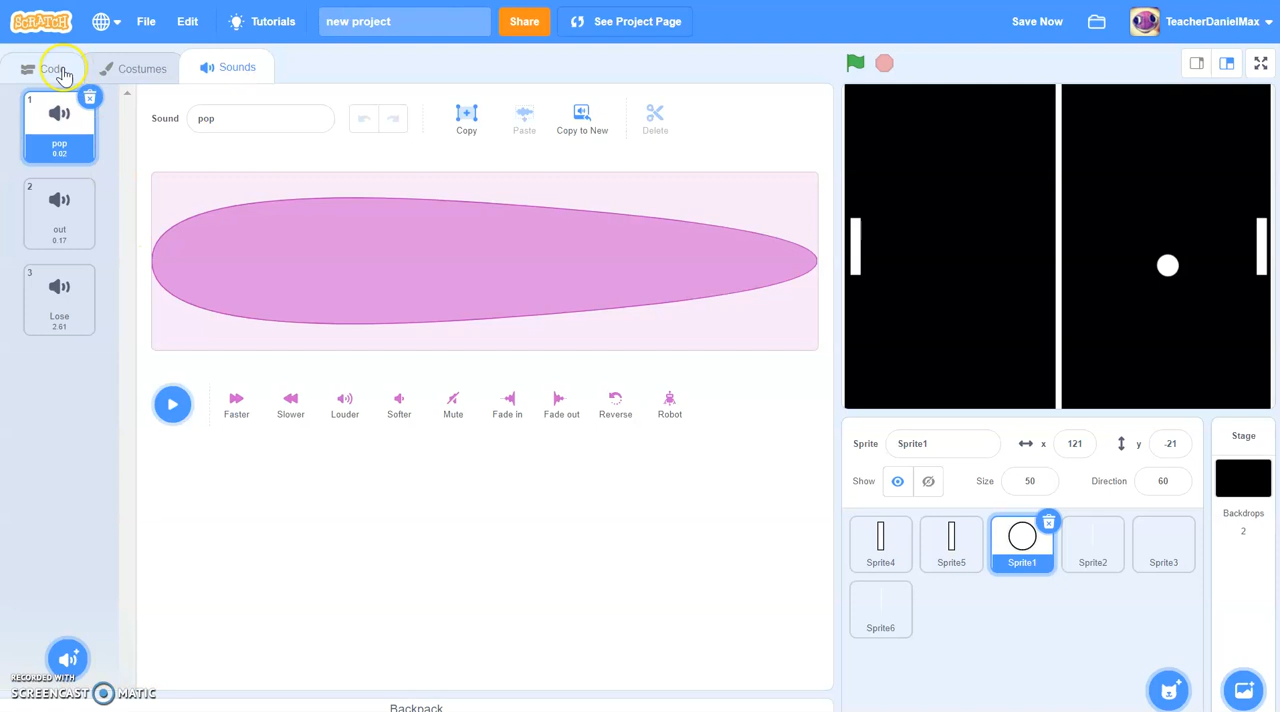 SCRATCH File Edit Tutorials new project Share See Project Page Save Now TeacherDanielMax
Code Costumes Sounds
1
pop
0.02
2
out
0.17
3
Lose
2.61
Sound pop Copy Paste Copy to New Delete
Faster Slower Louder Softer Mute Fade in Fade out Reverse Robot
Sprite Sprite1 x 121 y -21
Show Size 50 Direction 60
Sprite4 Sprite5 Sprite1 Sprite2 Sprite3
Sprite6
Stage
Backdrops
2
RECORDED WITH
SCREENCAST MATIC
Backpack